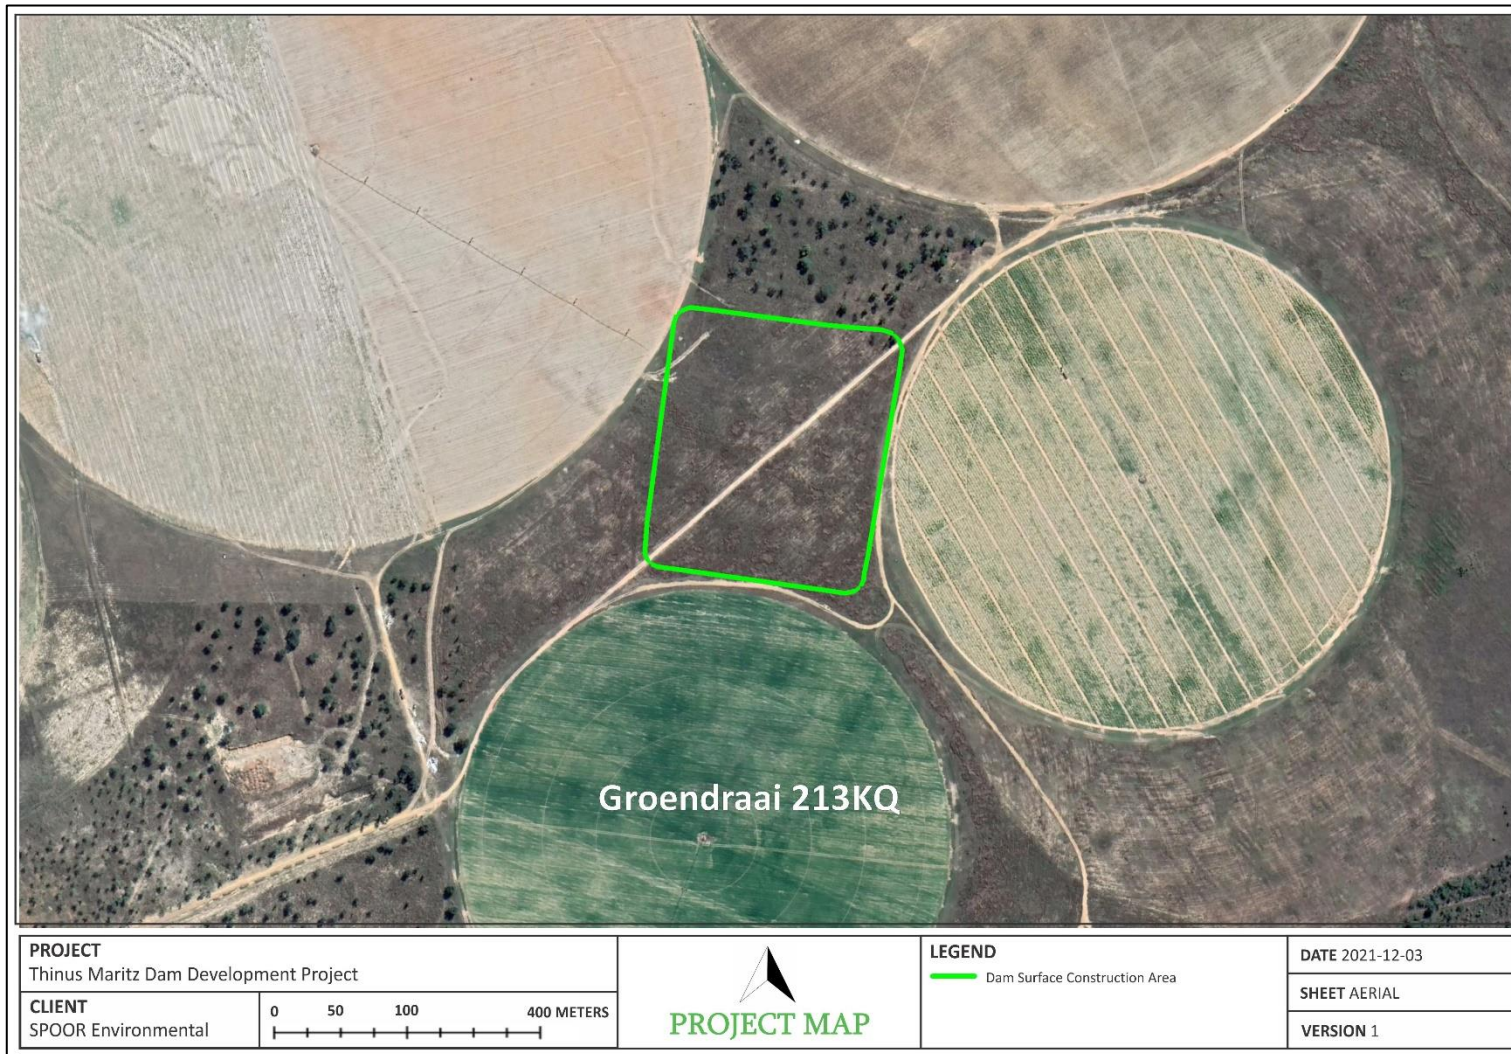 Groendraai 213KQ
PROJECT
Thinus Maritz Dam Development Project
CLIENT
SPOOR Environmental
0 50 100 400 METERS
PROJECT MAP
LEGEND
Dam Surface Construction Area
DATE 2021-12-03
SHEET AERIAL
VERSION 1